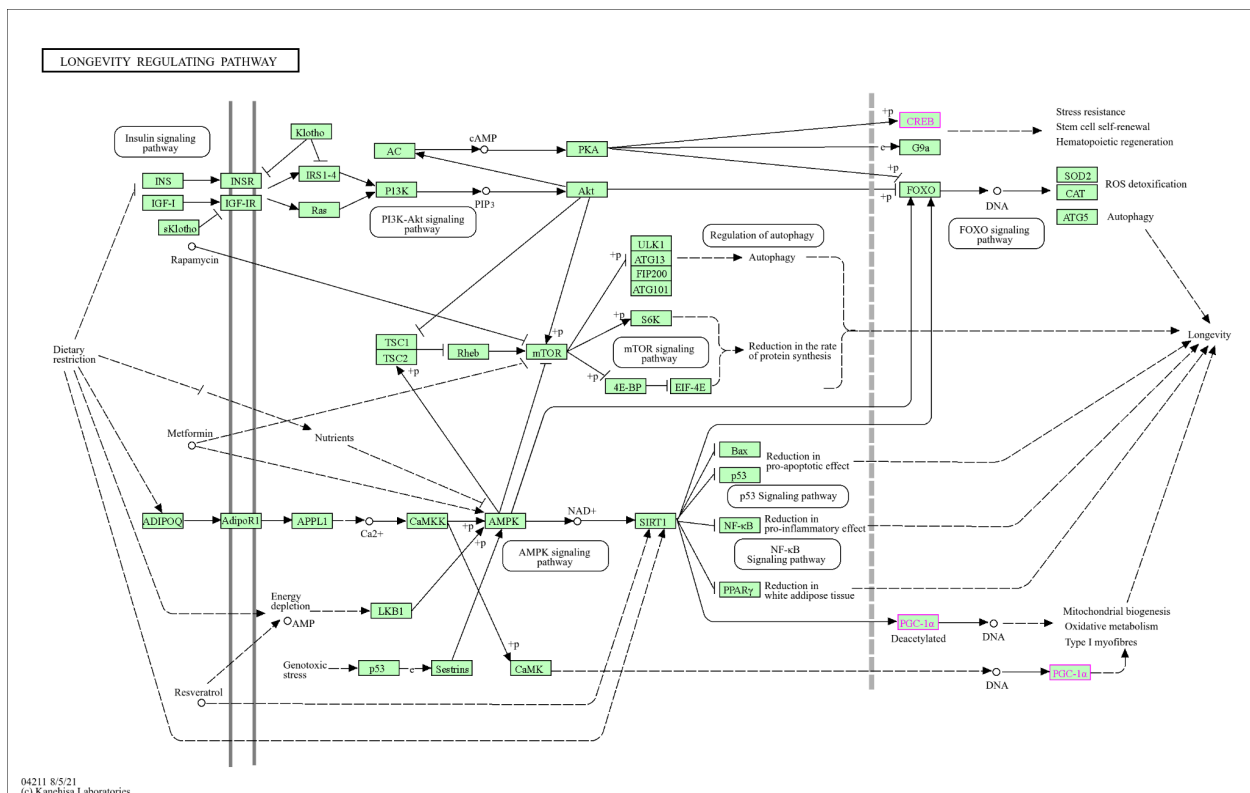 LONGEVITY REGULATING PATHWAY
Insulin signaling
pathway
Klotho
INS
INSR
IRS1-4
IGF-I
IGF-IR
Ras
sKlotho
PI3K
PIP3
PI3K-Akt signaling
pathway
AC
cAMP
PKA
Akt
+p
CREB
e
G9a
+p
+p
FOXO
DNA
SOD2
CAT
ROS detoxification
ATG5
Autophagy
FOXO signaling
pathway
Stress resistance
Stem cell self-renewal
Hematopoietic regeneration
Rapamycin
Regulation of autophagy
+p
ULK1
ATG13
FIP200
ATG101
Autophagy
+p
S6K
mTOR signaling
pathway
Reduction in the rate
of protein synthesis
+p
4E-BP
EIF-4E
TSC1
TSC2
+p
Rheb
+p
mTOR
Longevity
Dietary
restriction
Metformin
Nutrients
ADIPOQ
AdipoR1
APPL1
Ca2+
CaMKK
+p
+p
AMPK
NAD+
SIRT1
AMPK signaling
pathway
Bax
p53
Reduction in
pro-apoptotic effect
p53 Signaling pathway
NF-κB
Reduction in
pro-inflammatory effect
NF-κB
Signaling pathway
PPARγ
Reduction in
white addipose tissue
Energy
depletion
AMP
LKB1
PGC-1α
Deacetylated
DNA
Mitochondrial biogenesis
Oxidative metabolism
Type I myofibres
Genotoxic
stress
p53
e
Sestrins
+p
CaMK
DNA
PGC-1α
Resveratrol
04211 8/5/21
(c) Kanehisa Laboratories